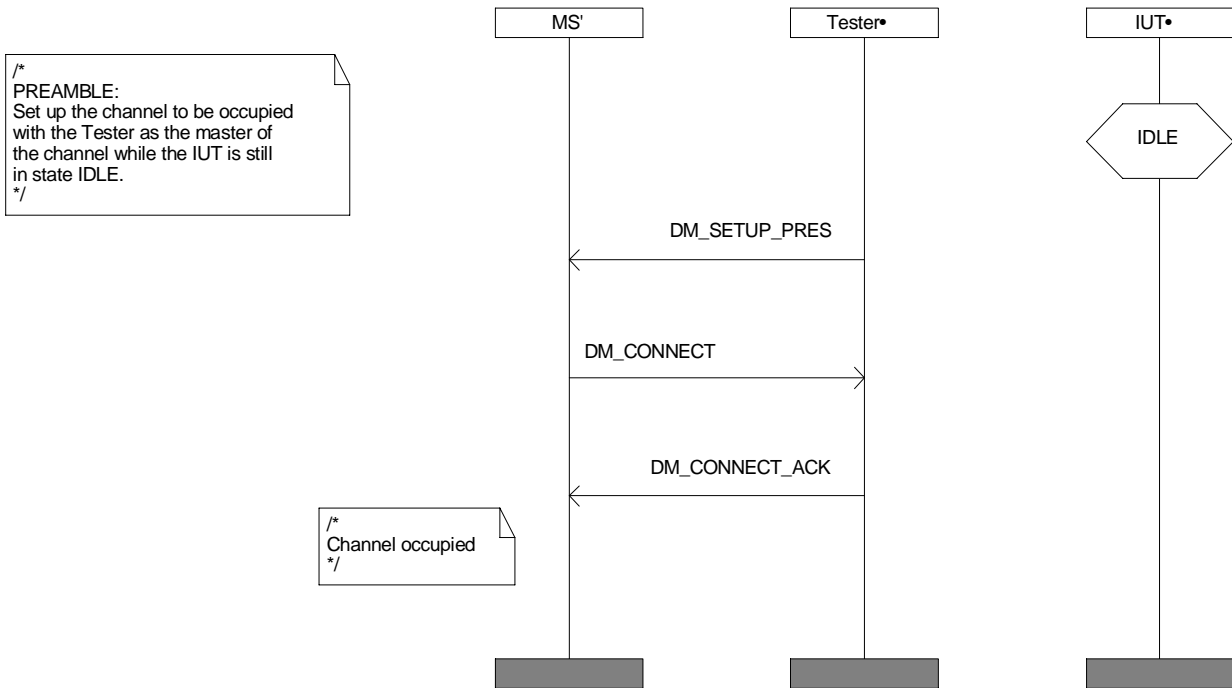 MS'
Tester•
IUT•
/*
PREAMBLE:
Set up the channel to be occupied
with the Tester as the master of
the channel while the IUT is still
in state IDLE.
*/
IDLE
DM_SETUP_PRES
DM_CONNECT
DM_CONNECT_ACK
/*
Channel occupied
*/